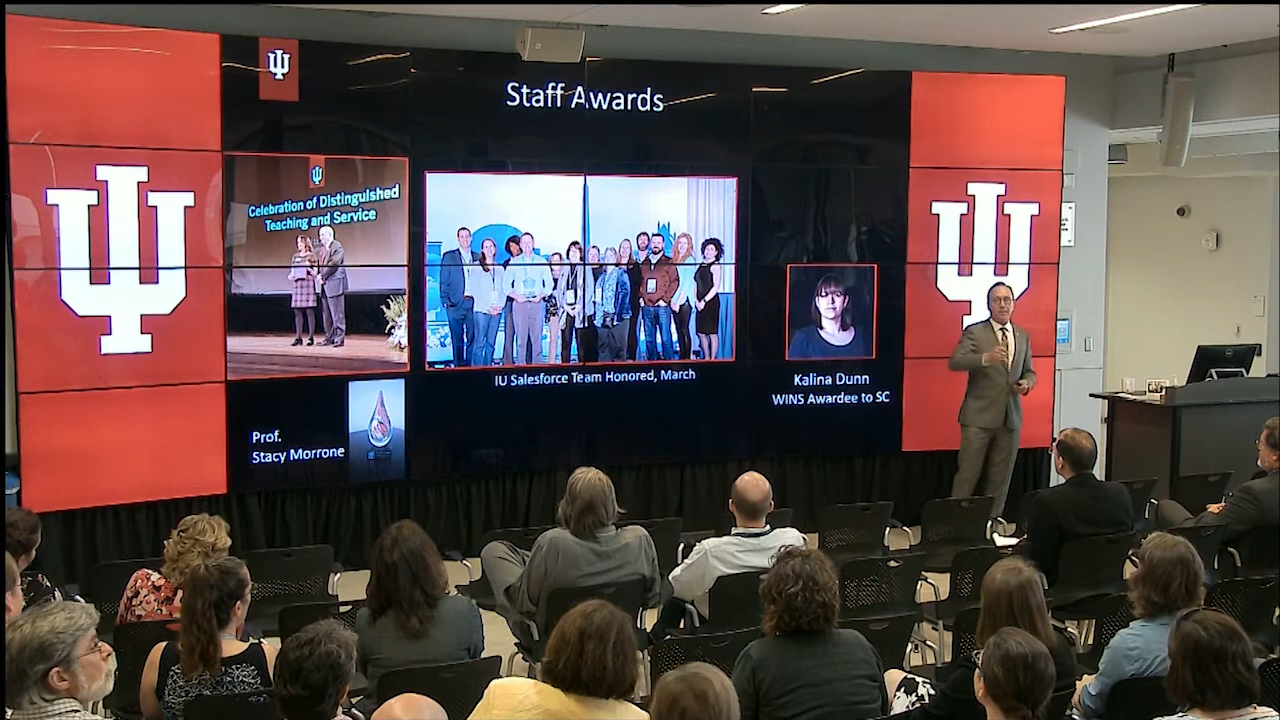 Staff Awards
Celebration of Distinguished
Teaching and Service
IU Salesforce Team Honored, March
Kalina Dunn
WINS Awardee to SC
Prof.
Stacy Morrone